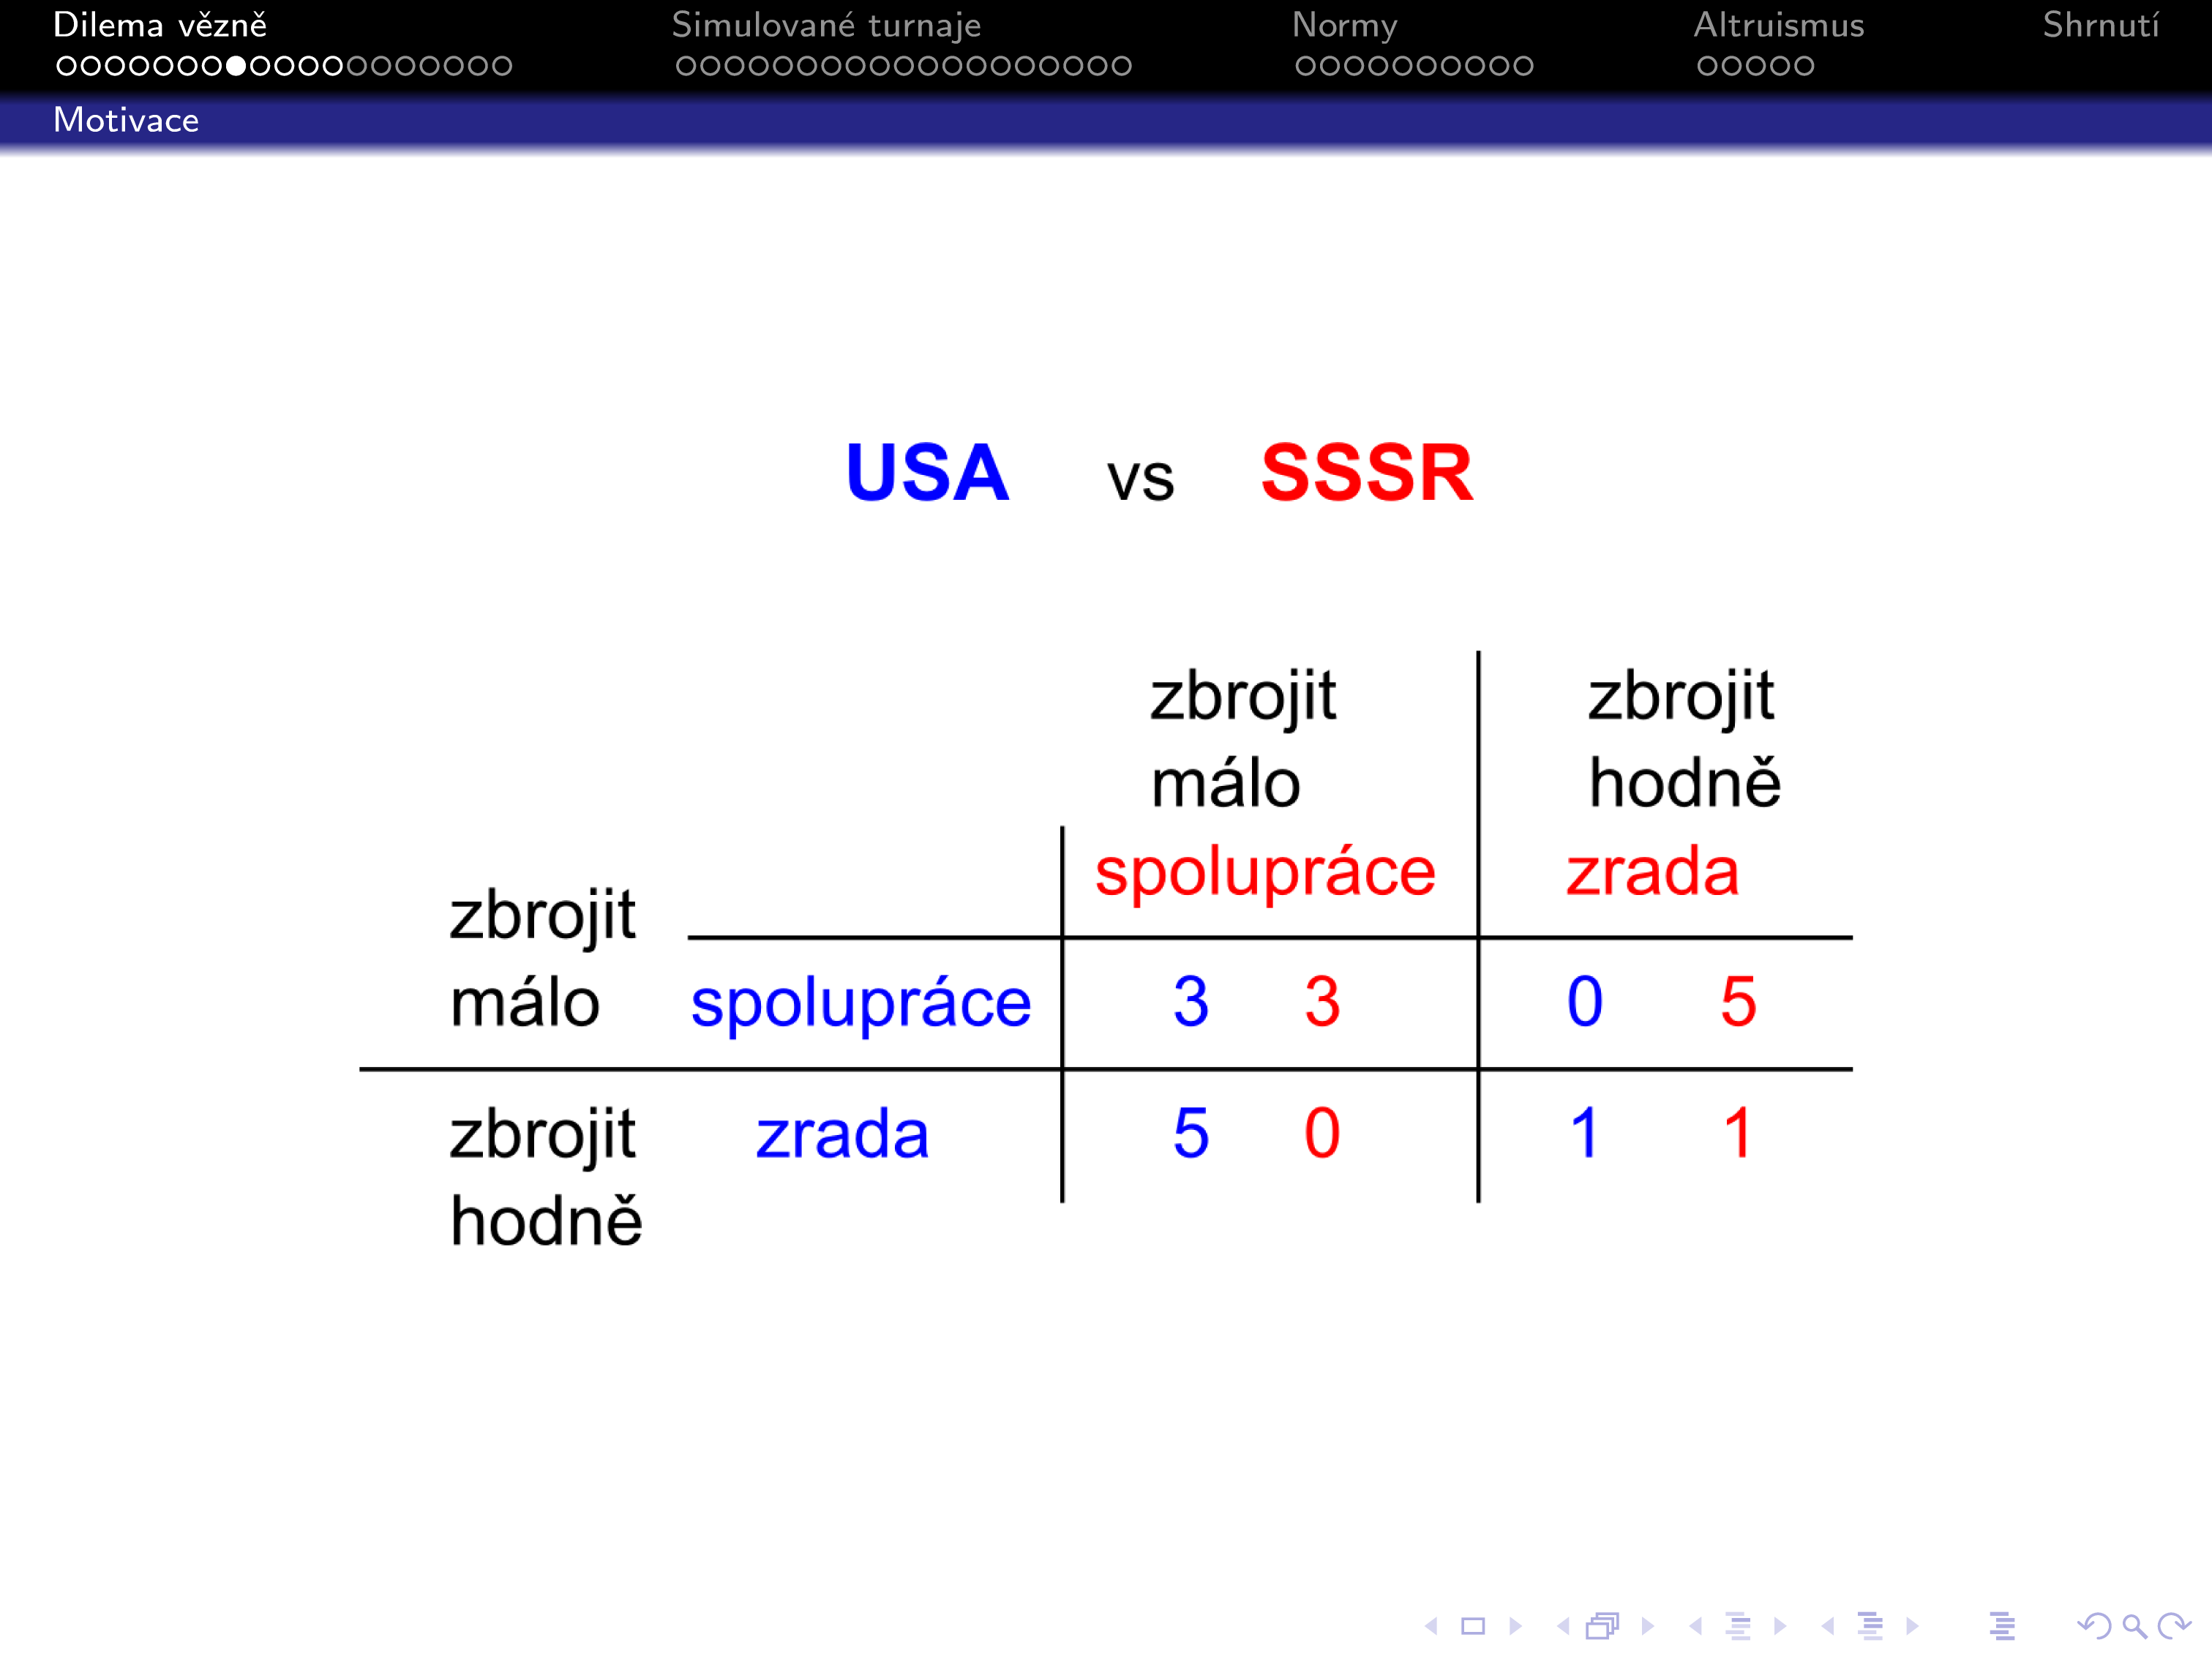 Dilema vězně Simulované turnaje Normy Altruismus Shrnutí
Motivace
USA vs SSSR
zbrojit zbrojit
málo hodně
spolupráce zrada
zbrojit
málo spolupráce 3 3 0 5
zbrojit zrada 5 0 1 1
hodně